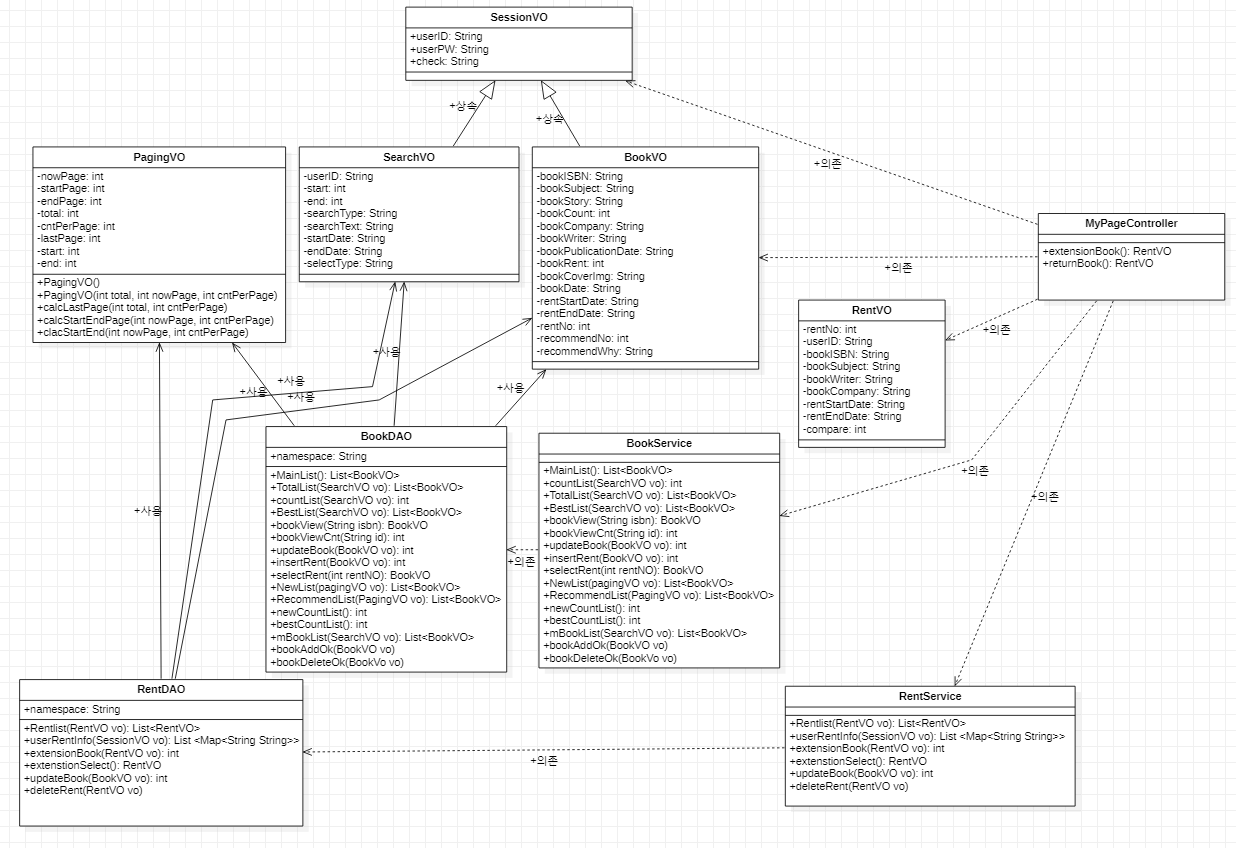 SessionVO
+userID: String
+userPW: String
+check: String
+상속
+상속
+의존
PagingVO
-nowPage: int
-startPage: int
-endPage: int
-total: int
-cntPerPage: int
-lastPage: int
-start: int
-end: int
+PagingVO()
+PagingVO(int total, int nowPage, int cntPerPage)
+calcLastPage(int total, int cntPerPage)
+calcStartEndPage(int nowPage, int cntPerPage)
+clacStartEnd(int nowPage, int cntPerPage)
SearchVO
-userID: String
-start: int
-end: int
-searchType: String
-searchText: String
-startDate: String
-endDate: String
-selectType: String
BookVO
-bookISBN: String
-bookSubject: String
-bookStory: String
-bookCount: int
-bookCompany: String
-bookWriter: String
-bookPublicationDate: String
-bookRent: int
-bookCoverImg: String
-bookDate: String
-rentStartDate: String
-rentEndDate: String
-rentNo: int
-recommendNo: int
-recommendWhy: String
MyPageController
+extensionBook(): RentVO
+returnBook(): RentVO
+의존
+의존
RentVO
-rentNo: int
-userID: String
-bookISBN: String
-bookSubject: String
-bookWriter: String
-bookCompany: String
-rentStartDate: String
-rentEndDate: String
-compare: int
+사용
+사용
+사용
+사용
+사용
+사용
BookDAO
+namespace: String
+MainList(): List<BookVO>
+TotalList(SearchVO vo): List<BookVO>
+countList(SearchVO vo): int
+BestList(SearchVO vo): List<BookVO>
+bookView(String isbn): BookVO
+bookViewCnt(String id): int
+updateBook(BookVO vo): int
+insertRent(BookVO vo): int
+selectRent(int rentNO): BookVO
+NewList(pagingVO vo): List<BookVO>
+RecommendList(PagingVO vo): List<BookVO>
+newCountList(): int
+bestCountList(): int
+mBookList(SearchVO vo): List<BookVO>
+bookAddOk(BookVO vo)
+bookDeleteOk(BookVo vo)
+의존
BookService
+MainList(): List<BookVO>
+countList(SearchVO vo): int
+TotalList(SearchVO vo): List<BookVO>
+BestList(SearchVO vo): List<BookVO>
+bookView(String isbn): BookVO
+bookViewCnt(String id): int
+updateBook(BookVO vo): int
+insertRent(BookVO vo): int
+selectRent(int rentNO): BookVO
+NewList(pagingVO vo): List<BookVO>
+RecommendList(PagingVO vo): List<BookVO>
+newCountList(): int
+bestCountList(): int
+mBookList(SearchVO vo): List<BookVO>
+bookAddOk(BookVO vo)
+bookDeleteOk(BookVo vo)
+의존
+의존
RentDAO
+namespace: String
+Rentlist(RentVO vo): List<RentVO>
+userRentInfo(SessionVO vo): List <Map<String String>>
+extensionBook(RentVO vo): int
+extenstionSelect(): RentVO
+updateBook(BookVO vo): int
+deleteRent(RentVO vo)
+의존
RentService
+Rentlist(RentVO vo): List<RentVO>
+userRentInfo(SessionVO vo): List <Map<String String>>
+extensionBook(RentVO vo): int
+extenstionSelect(): RentVO
+updateBook(BookVO vo): int
+deleteRent(RentVO vo)